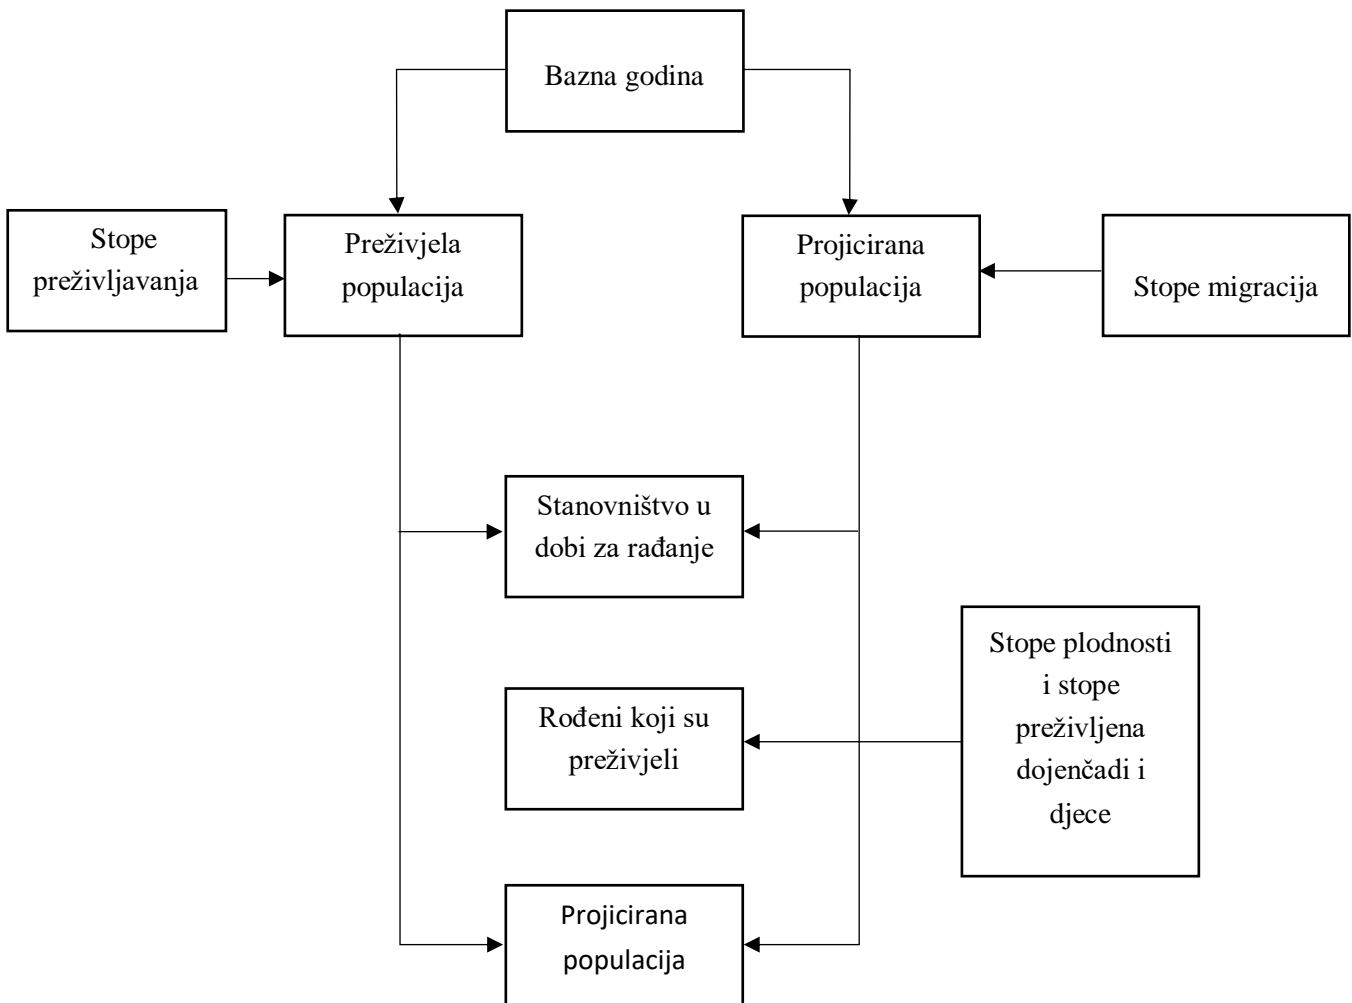 Bazna godina
Stope
preživljavanja
Preživjela
populacija
Projicirana
populacija
Stope migracija
Stanovništvo u
dobi za rađanje
Stope plodnosti
i stope
preživljena
dojenčadi i
djece
Rođeni koji su
preživjeli
Projicirana
populacija